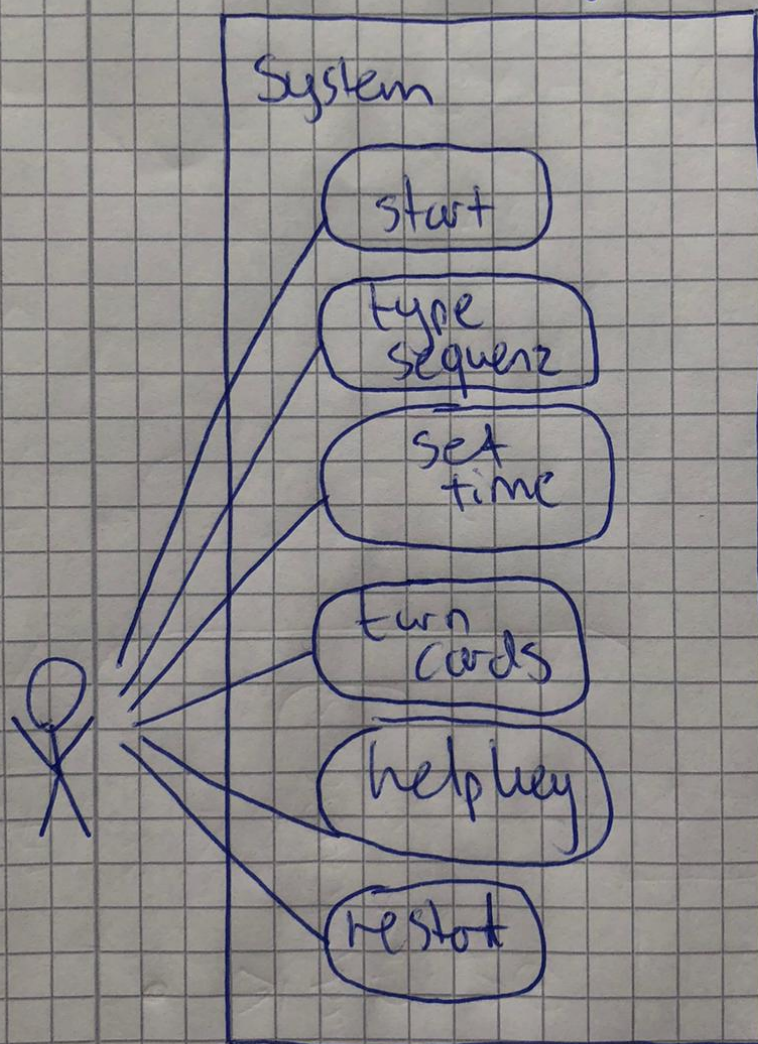 System
start
type
sequenz
set
time
turn
cards
helpkey
restart